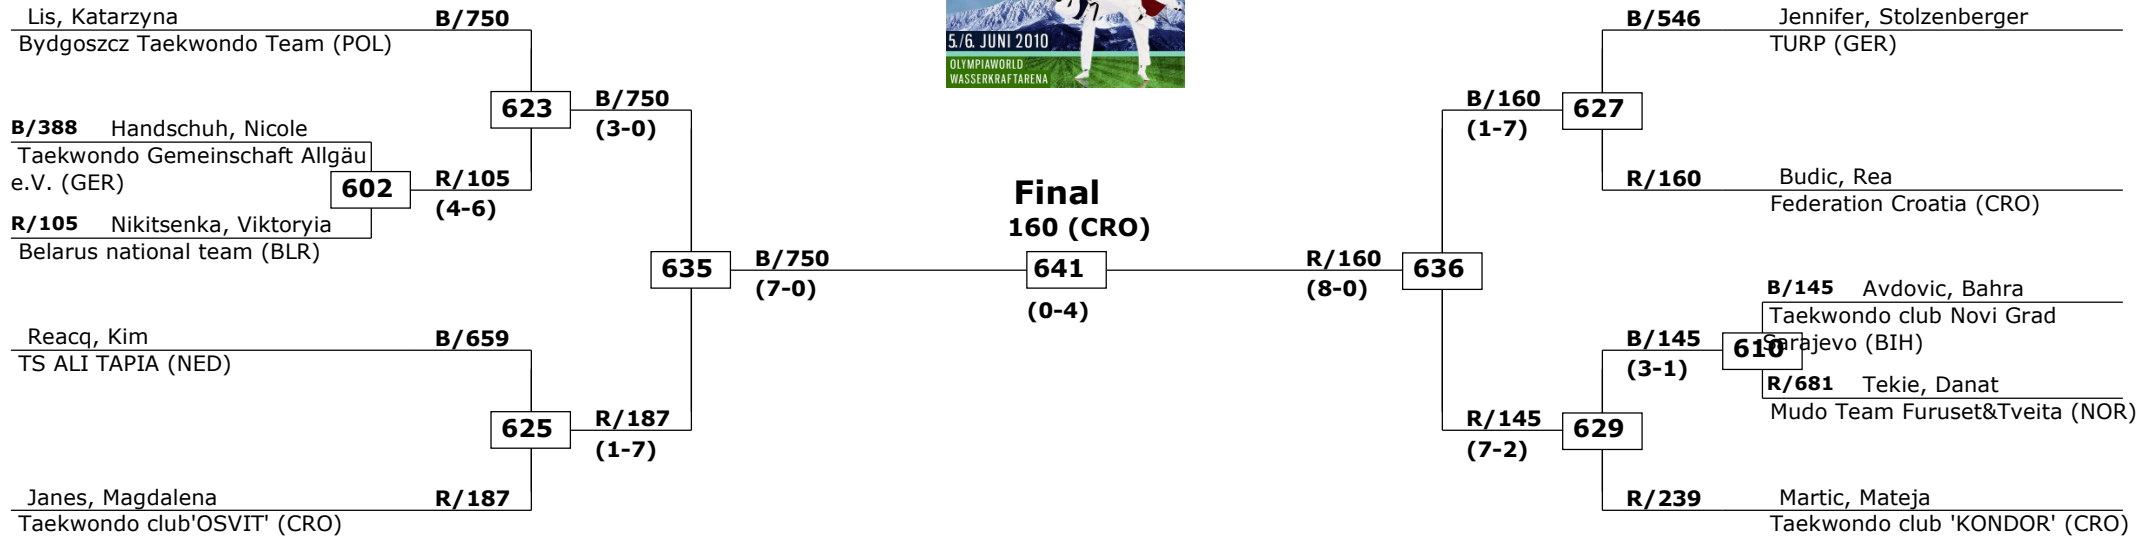 Lis, Katarzyna B/750
Bydgoszcz Taekwondo Team (POL)
623
B/750
(3-0)
B/388 Handschuh, Nicole
Taekwondo Gemeinschaft Allgäu
e.V. (GER)
602
R/105
(4-6)
R/105 Nikitsenka, Viktoryia
Belarus national team (BLR)
635
B/750
(7-0)
Reacq, Kim B/659
TS ALI TAPIA (NED)
625
R/187
(1-7)
Janes, Magdalena R/187
Taekwondo club'OSVIT' (CRO)
5./6. JUNI 2010
OLYMPIAWORLD
WASSERKRAFTARENA
Final
160 (CRO)
641
(0-4)
B/546 Jennifer, Stolzenberger
TURP (GER)
B/160
(1-7)
627
R/160 Budic, Rea
Federation Croatia (CRO)
R/160
(8-0)
636
B/145 Avdovic, Bahra
Taekwondo club Novi Grad
Sarajevo (BIH)
B/145
(3-1)
610
R/681 Tekie, Danat
Mudo Team Furuset&Tveita (NOR)
R/145
(7-2)
629
R/239 Martic, Mateja
Taekwondo club 'KONDOR' (CRO)